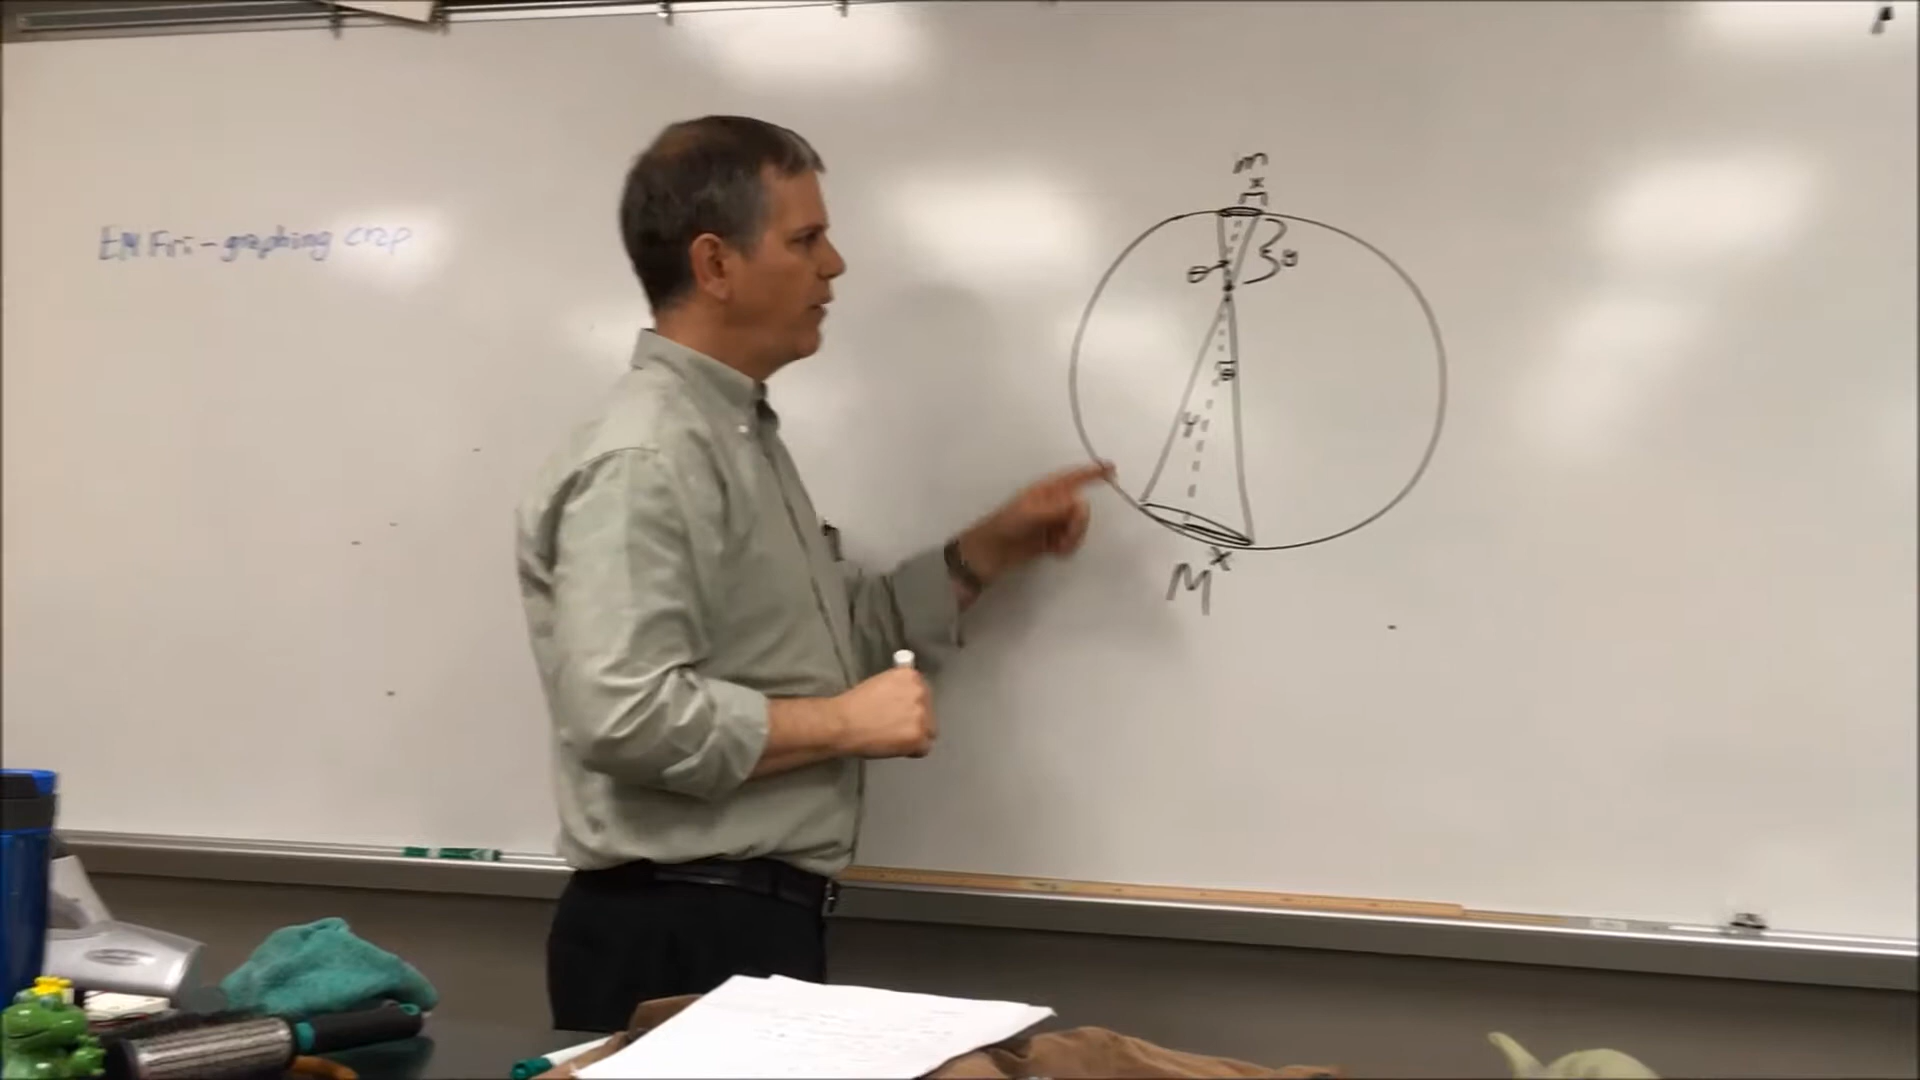 EM Fri - graphing crap
m
x
θ
y
θ
y
x
M